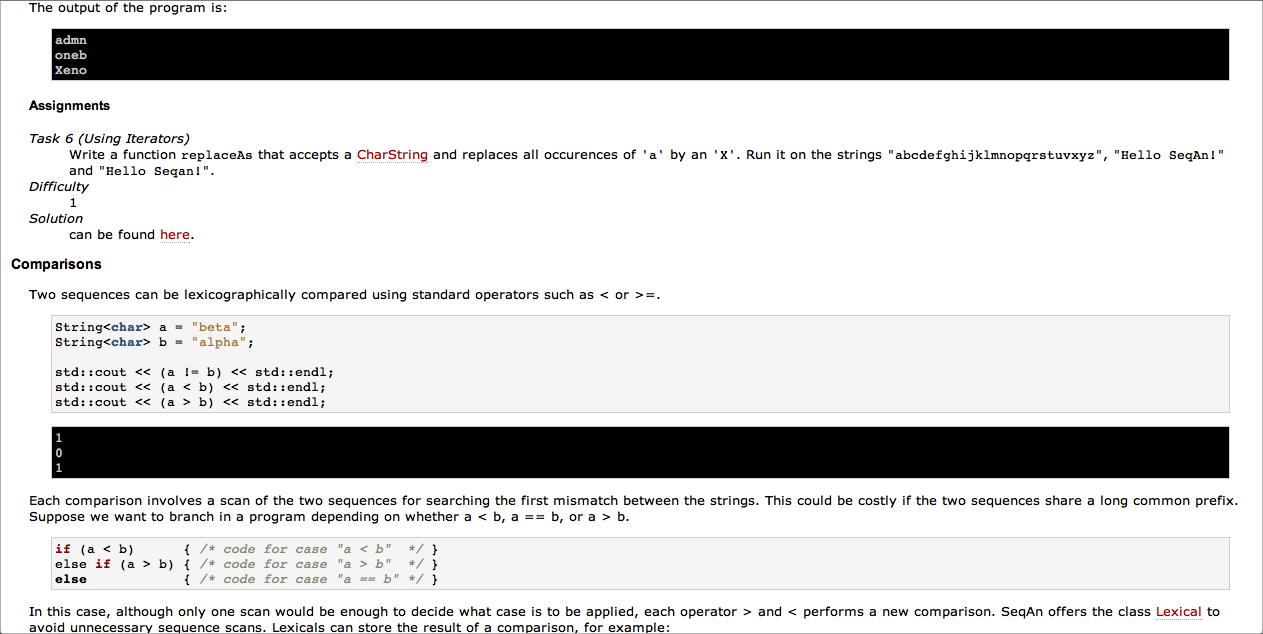 The output of the program is:
admn
oneb
Xeno
Assignments
Task 6 (Using Iterators)
Write a function replaceAs that accepts a CharString and replaces all occurences of 'a' by an 'X'. Run it on the strings "abcdefghijklmnopqrstuvxyz", "Hello SeqAn!"
and "Hello Seqan!".
Difficulty
1
Solution
can be found here.
Comparisons
Two sequences can be lexicographically compared using standard operators such as < or >=.
String<char> a = "beta";
String<char> b = "alpha";
std::cout << (a != b) << std::endl;
std::cout << (a < b) << std::endl;
std::cout << (a > b) << std::endl;
1
0
1
Each comparison involves a scan of the two sequences for searching the first mismatch between the strings. This could be costly if the two sequences share a long common prefix.
Suppose we want to branch in a program depending on whether a < b, a == b, or a > b.
if (a < b)      { /* code for case "a < b"  */ }
else if (a > b) { /* code for case "a > b"  */ }
else            { /* code for case "a == b" */ }
In this case, although only one scan would be enough to decide what case is to be applied, each operator > and < performs a new comparison. SeqAn offers the class Lexical to
avoid unnecessary sequence scans. Lexicals can store the result of a comparison, for example: